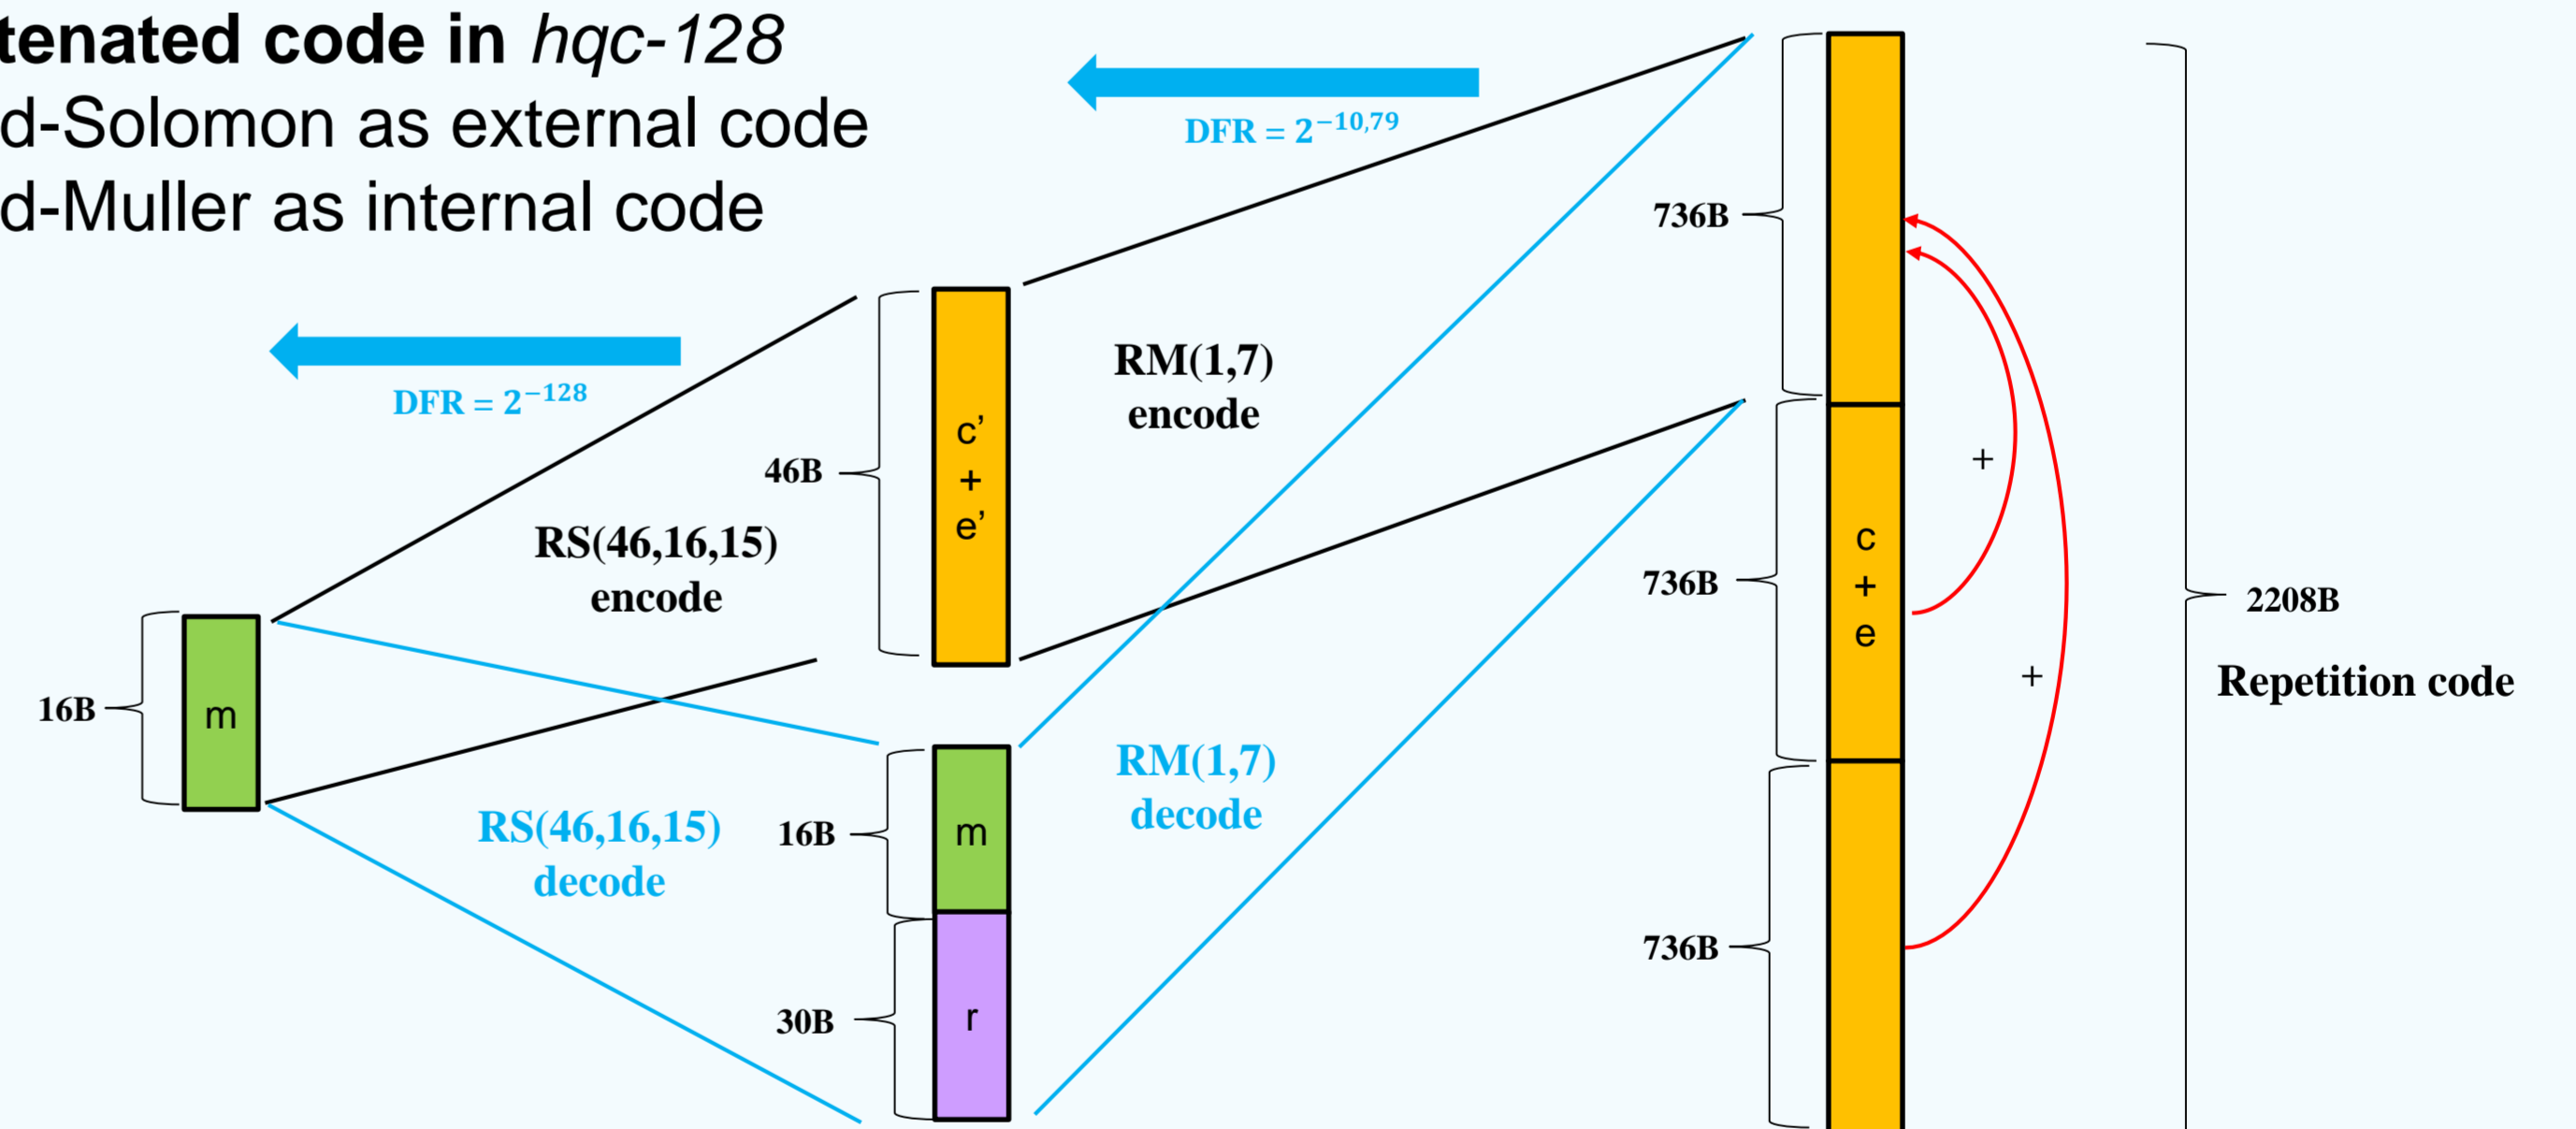 tenated code in hqc-128
d-Solomon as external code
d-Muller as internal code
DFR = 2^−10,79
DFR = 2^−128
16B
m
RS(46,16,15)
encode
RS(46,16,15)
decode
46B
c’
+
e’
16B
m
30B
r
RM(1,7)
encode
RM(1,7)
decode
736B
736B
c
+
e
736B
+
+
2208B
Repetition code